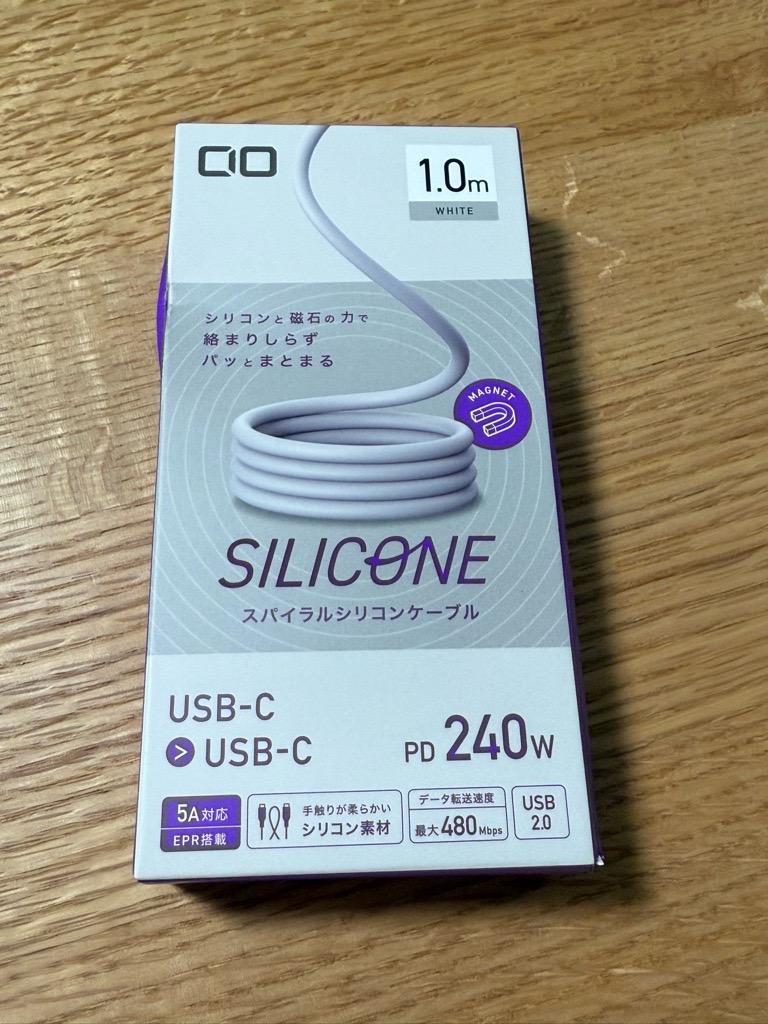 CIO
1.0m
WHITE
シリコンと磁石の力で
絡まりしらず
パッとまとまる
MAGNET
SILICONE
スパイラルシリコンケーブル
USB-C
> USB-C
PD 240W
5A対応
EPR搭載
手触りが柔らかい
シリコン素材
データ転送速度
最大480Mbps
USB
2.0